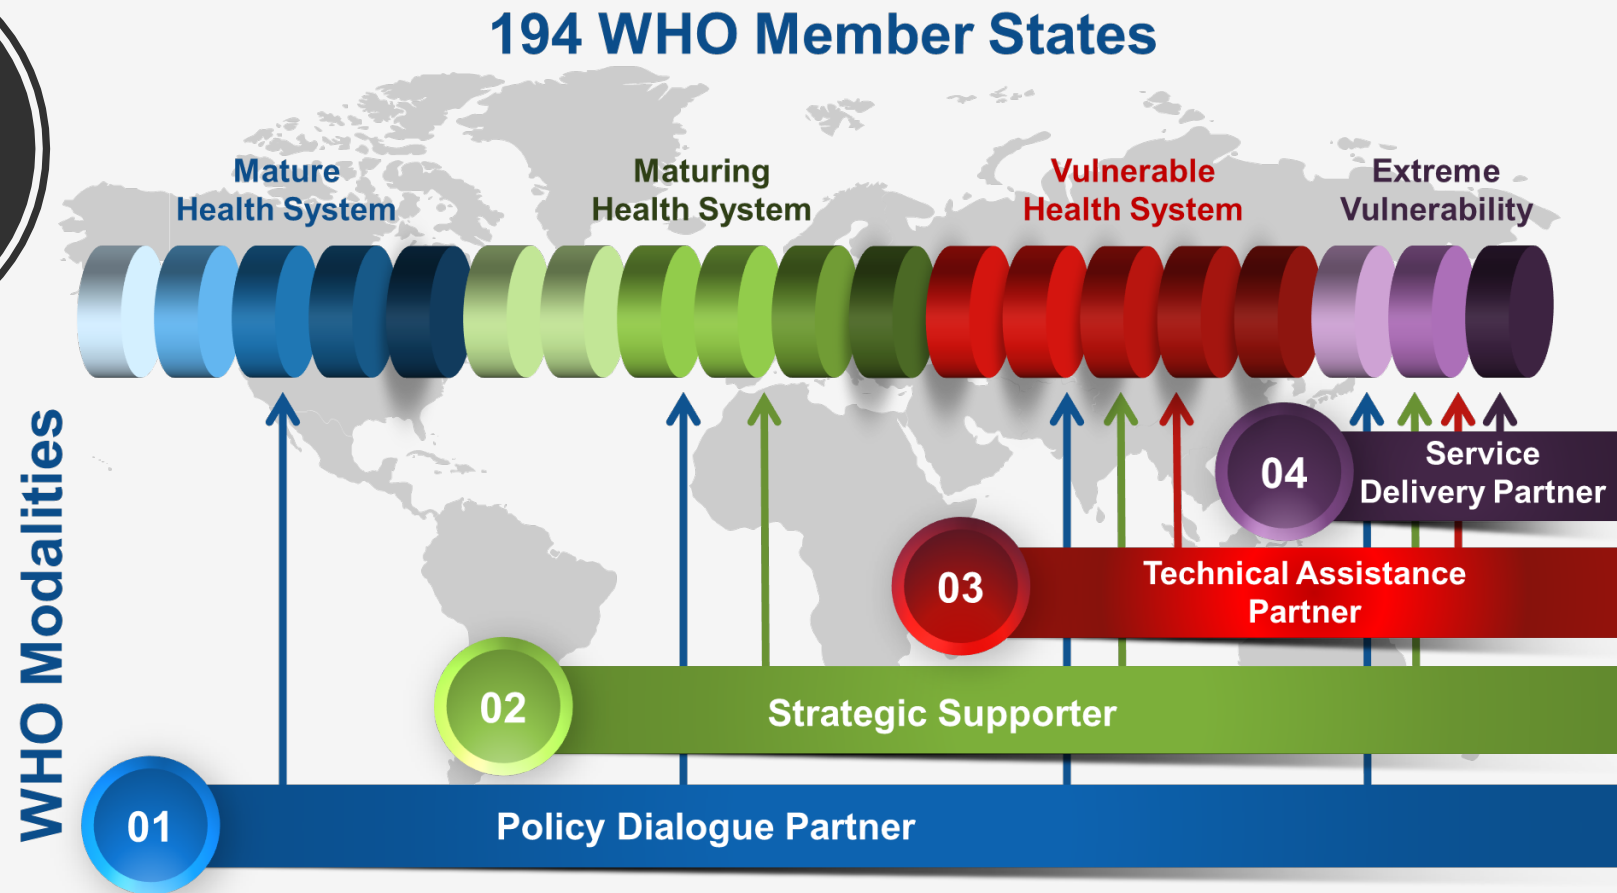 194 WHO Member States
Mature
Health System
Maturing
Health System
Vulnerable
Health System
Extreme
Vulnerability
WHO Modalities
04
Service
Delivery Partner
03
Technical Assistance
Partner
02
Strategic Supporter
01
Policy Dialogue Partner